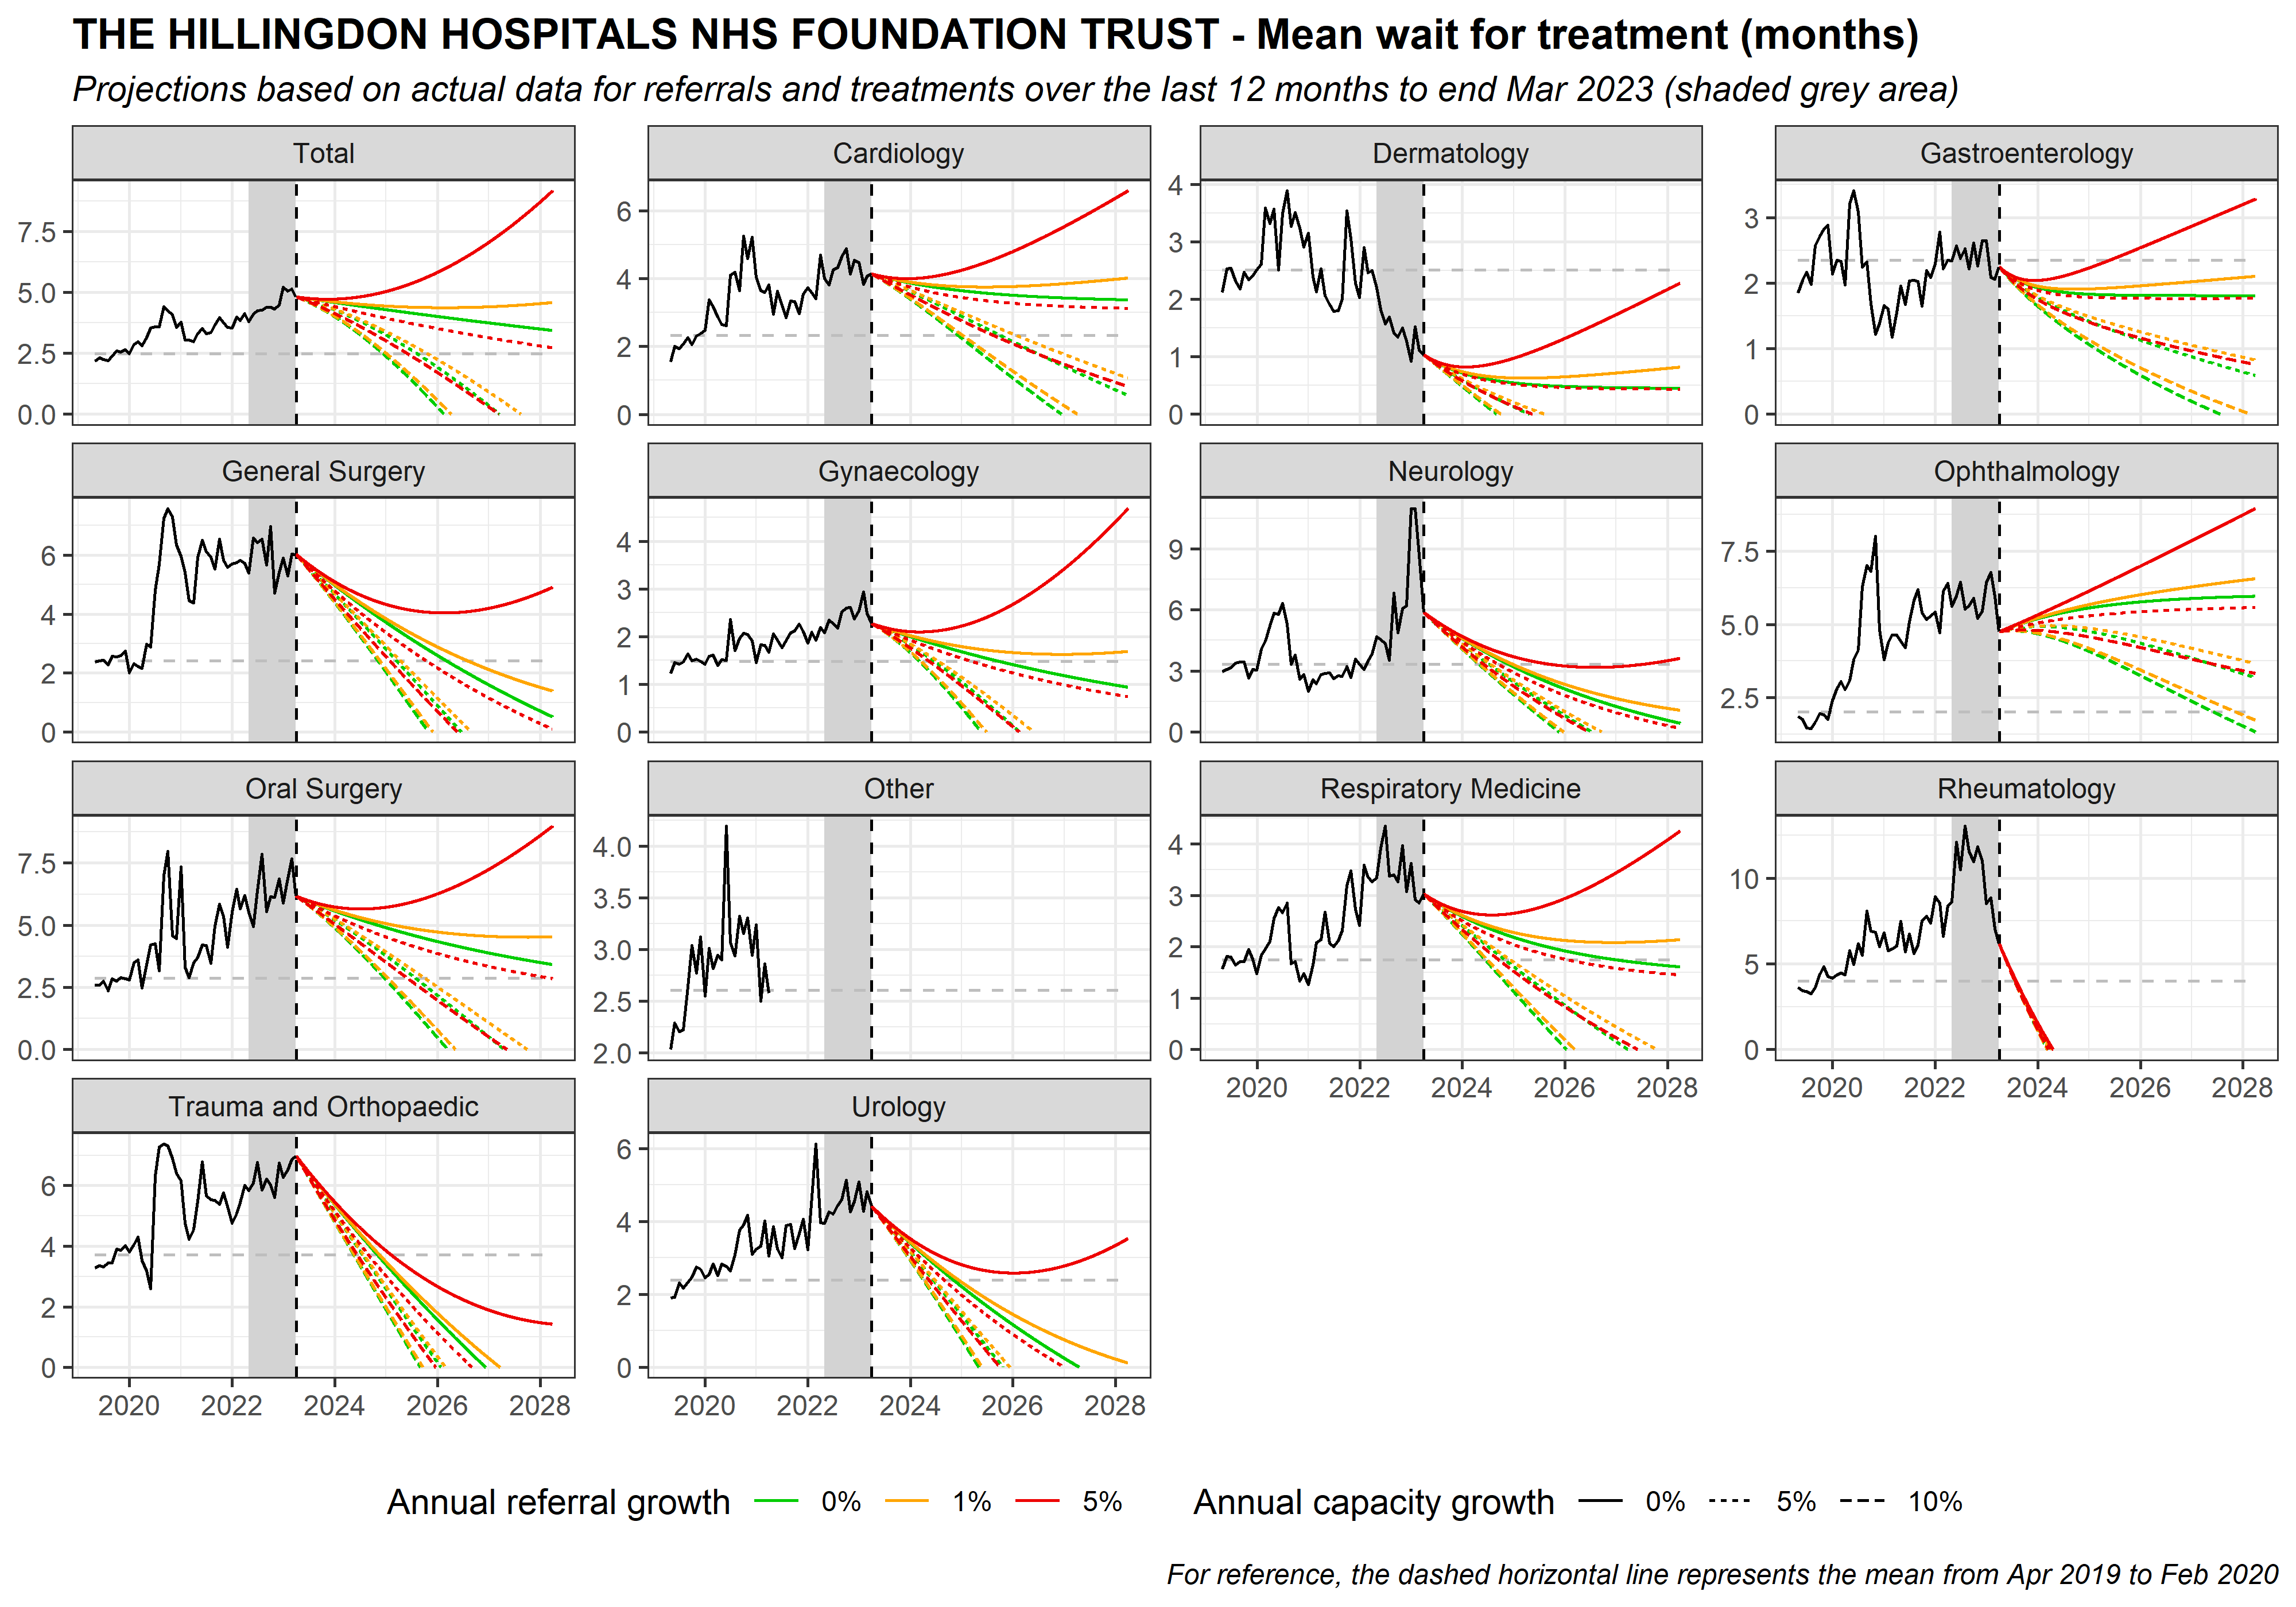 THE HILLINGDON HOSPITALS NHS FOUNDATION TRUST - Mean wait for treatment (months)
Projections based on actual data for referrals and treatments over the last 12 months to end Mar 2023 (shaded grey area)
Total
Cardiology
Dermatology
Gastroenterology
7.5
5.0
2.5
0.0
6
4
2
0
4
3
2
1
0
3
2
1
0
General Surgery
Gynaecology
Neurology
Ophthalmology
6
4
2
0
4
3
2
1
0
9
6
3
0
7.5
5.0
2.5
Oral Surgery
Other
Respiratory Medicine
Rheumatology
7.5
5.0
2.5
0.0
4.0
3.5
3.0
2.5
2.0
4
3
2
1
0
10
5
0
2020 2022 2024 2026 2028
2020 2022 2024 2026 2028
Trauma and Orthopaedic
Urology
6
4
2
0
6
4
2
0
2020 2022 2024 2026 2028
2020 2022 2024 2026 2028
Annual referral growth 0% 1% 5%
Annual capacity growth 0% 5% 10%
For reference, the dashed horizontal line represents the mean from Apr 2019 to Feb 2020